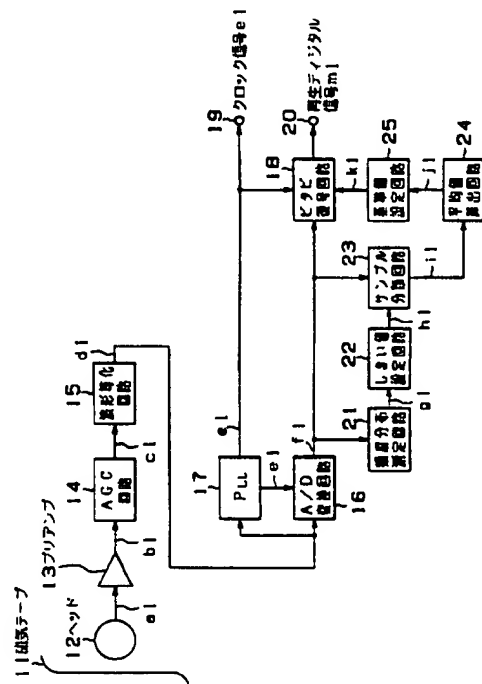 11磁気テープ
12ヘッド
a1
13プリアンプ
b1
14
AGC
回路
c1
15
波形等化
回路
d1
17
PLL
e1
e1
A/D
変換回路
16
f1
18
ビタビ
復号回路
19
クロック信号e1
20
再生ディジタル
信号m1
21
振幅分布
測定回路
g1
22
しきい値
設定回路
h1
23
サンプル
分離回路
i1
24
平均値
算出回路
j1
25
基準値
設定回路
k1